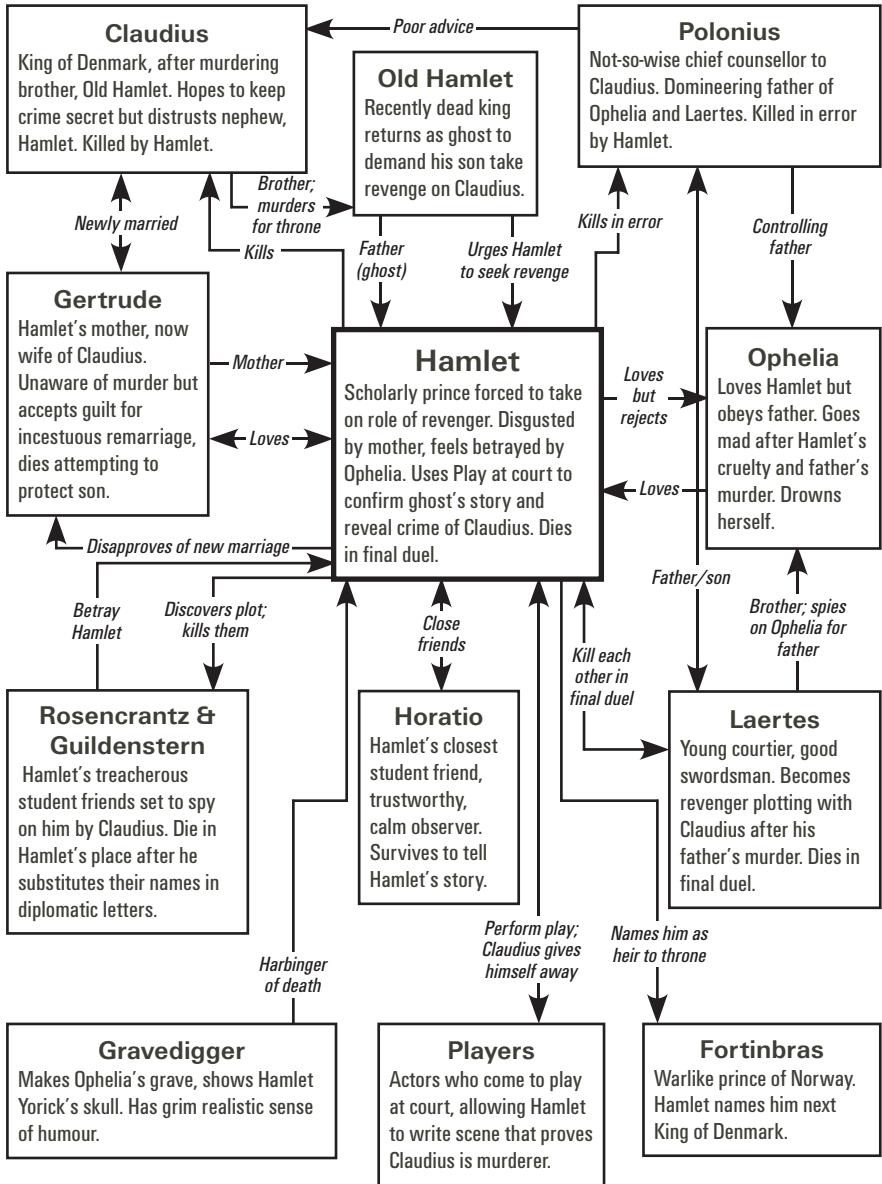 Claudius
King of Denmark, after murdering
brother, Old Hamlet. Hopes to keep
crime secret but distrusts nephew,
Hamlet. Killed by Hamlet.
Poor advice
Polonius
Not-so-wise chief counsellor to
Claudius. Domineering father of
Ophelia and Laertes. Killed in error
by Hamlet.
Old Hamlet
Recently dead king
returns as ghost to
demand his son take
revenge on Claudius.
Brother;
murders
for throne
Newly married
Kills
Father
(ghost)
Urges Hamlet
to seek revenge
Kills in error
Controlling
father
Gertrude
Hamlet's mother, now
wife of Claudius.
Unaware of murder but
accepts guilt for
incestuous remarriage,
dies attempting to
protect son.
Mother
Loves
Hamlet
Scholarly prince forced to take
on role of revenger. Disgusted
by mother, feels betrayed by
Ophelia. Uses Play at court to
confirm ghost's story and
reveal crime of Claudius. Dies
in final duel.
Loves
but
rejects
Loves
Ophelia
Loves Hamlet but
obeys father. Goes
mad after Hamlet's
cruelty and father's
murder. Drowns
herself.
Disapproves of new marriage
Betray
Hamlet
Discovers plot;
kills them
Close
friends
Kill each
other in
final duel
Father/son
Brother; spies
on Ophelia for
father
Rosencrantz &
Guildenstern
Hamlet's treacherous
student friends set to spy
on him by Claudius. Die in
Hamlet's place after he
substitutes their names in
diplomatic letters.
Horatio
Hamlet's closest
student friend,
trustworthy,
calm observer.
Survives to tell
Hamlet's story.
Laertes
Young courtier, good
swordsman. Becomes
revenger plotting with
Claudius after his
father's murder. Dies in
final duel.
Harbinger
of death
Perform play;
Claudius gives
himself away
Names him as
heir to throne
Gravedigger
Makes Ophelia's grave, shows Hamlet
Yorick's skull. Has grim realistic sense
of humour.
Players
Actors who come to play
at court, allowing Hamlet
to write scene that proves
Claudius is murderer.
Fortinbras
Warlike prince of Norway.
Hamlet names him next
King of Denmark.